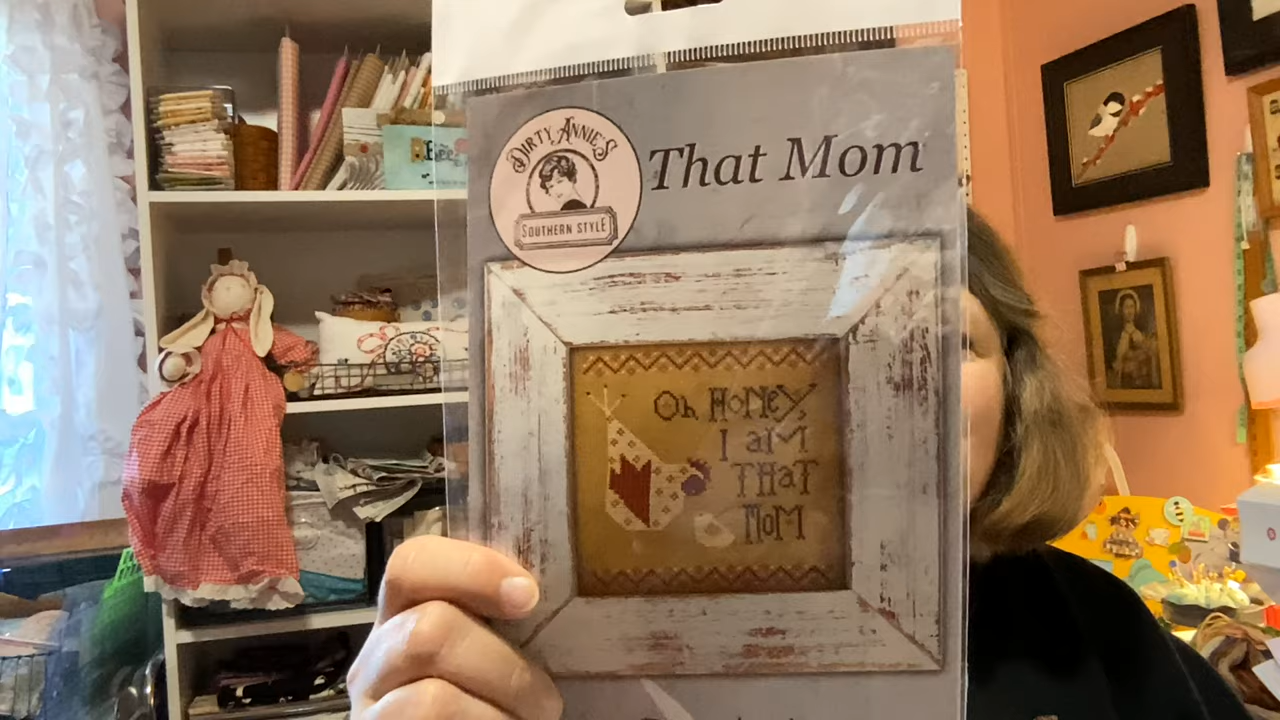 DIRTY ANNIE'S
SOUTHERN STYLE
That Mom
Oh HoNEy,
I am
THaT
MoM